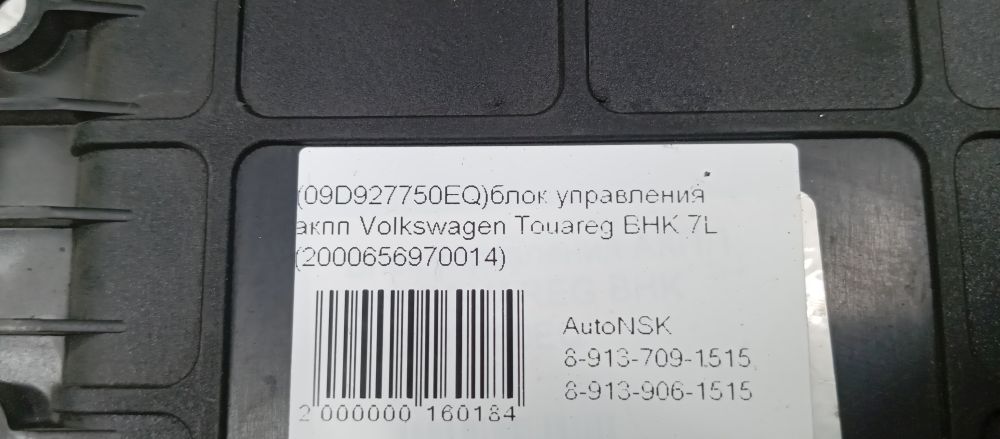 (09D927750EQ)блок управления
акпп Volkswagen Touareg BHK 7L
(2000656970014)
AutoNSK
8-913-709-1515,
8-913-906-1515
2 000000 160184